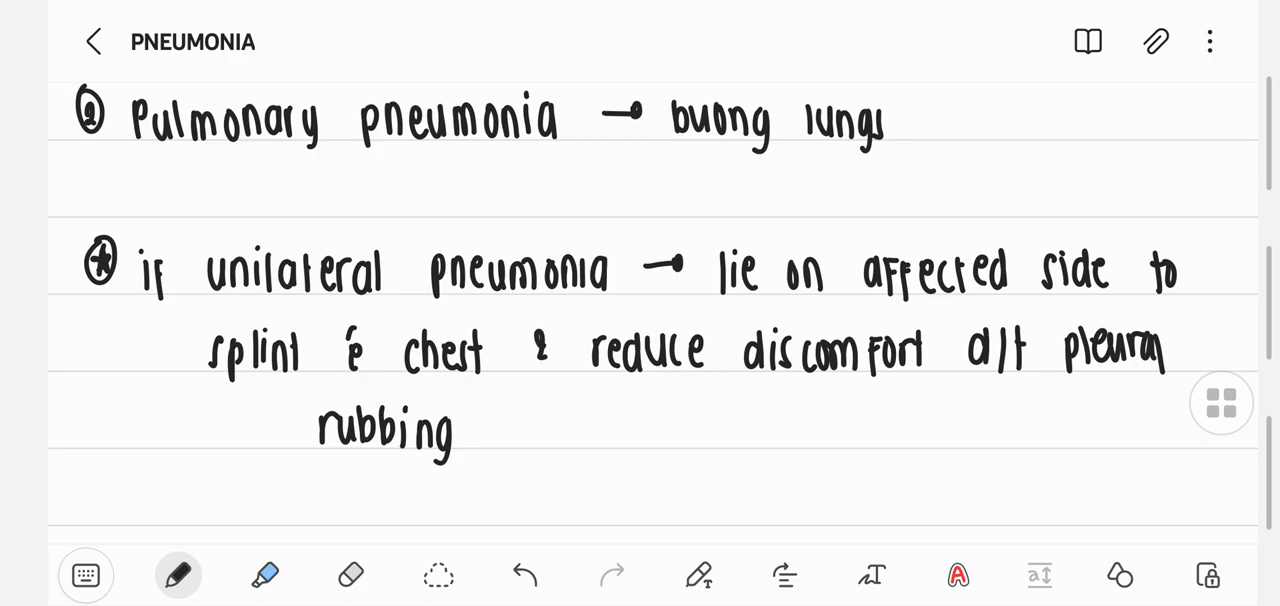 PNEUMONIA
② Pulmonary pneumonia → buong lungs
★ if unilateral pneumonia → lie on affected side to
splint è chest & reduce discomfort d/t pleural
rubbing